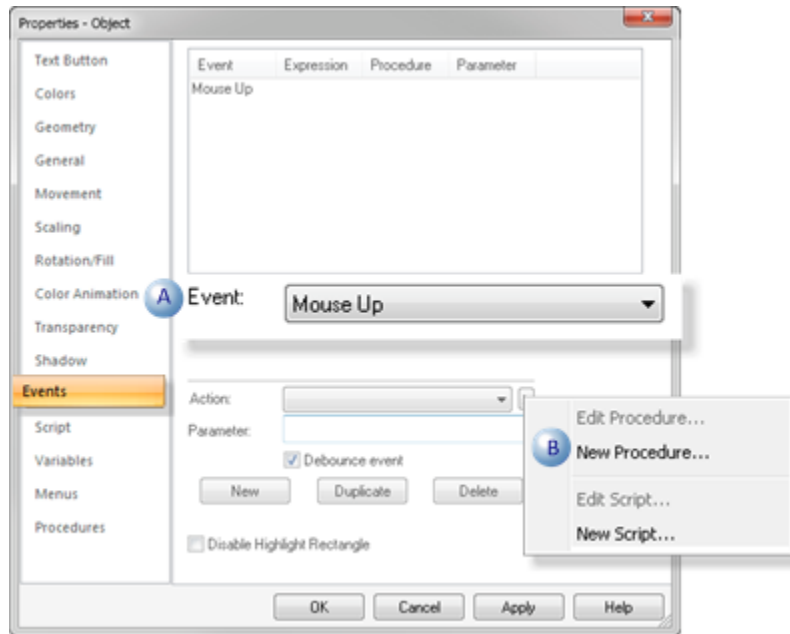 Properties - Object
Text Button
Colors
Geometry
General
Movement
Scaling
Rotation/Fill
Color Animation
Transparency
Shadow
Events
Script
Variables
Menus
Procedures
Event Expression Procedure Parameter
Mouse Up
A Event: Mouse Up
Action:
Parameter:
Debounce event
New Duplicate Delete
Disable Highlight Rectangle
Edit Procedure...
B New Procedure...
Edit Script...
New Script...
OK Cancel Apply Help